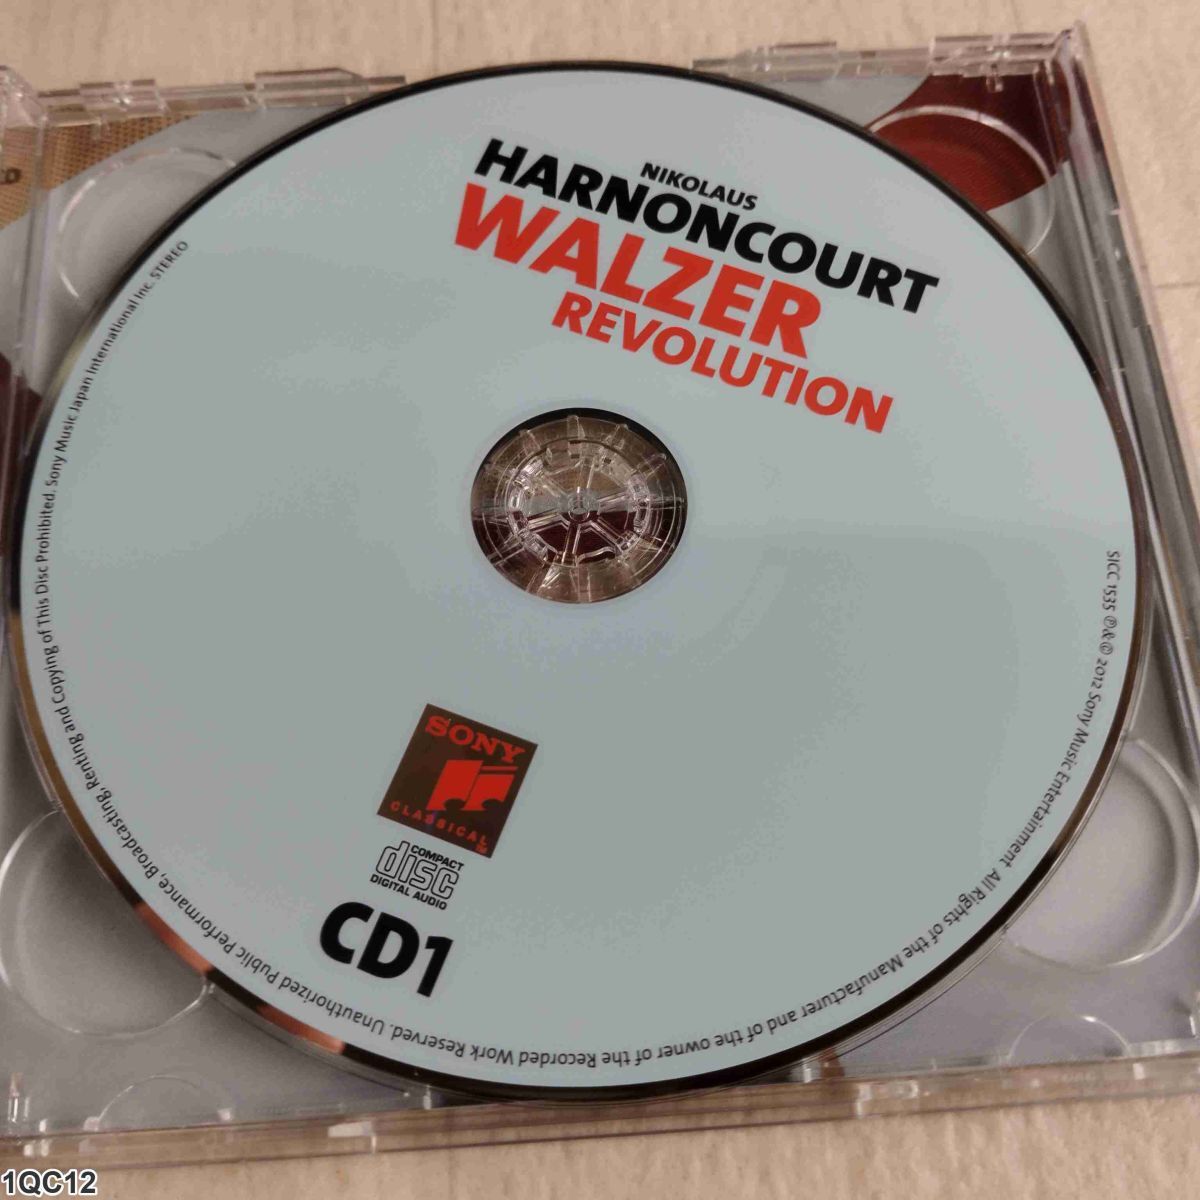 NIKOLAUS
HARNONCOURT
WALZER
REVOLUTION
SONY
CLASSICAL
COMPACT
disc
DIGITAL AUDIO
CD1
SICC 1535 ℗&© 2012 Sony Music Entertainment. All Rights of the Manufacturer and of the owner of the Recorded Work Reserved. Unauthorized Public Performance, Broadcasting, Renting and Copying of This Disc Prohibited. Sony Music Japan International Inc. STEREO
1QC12